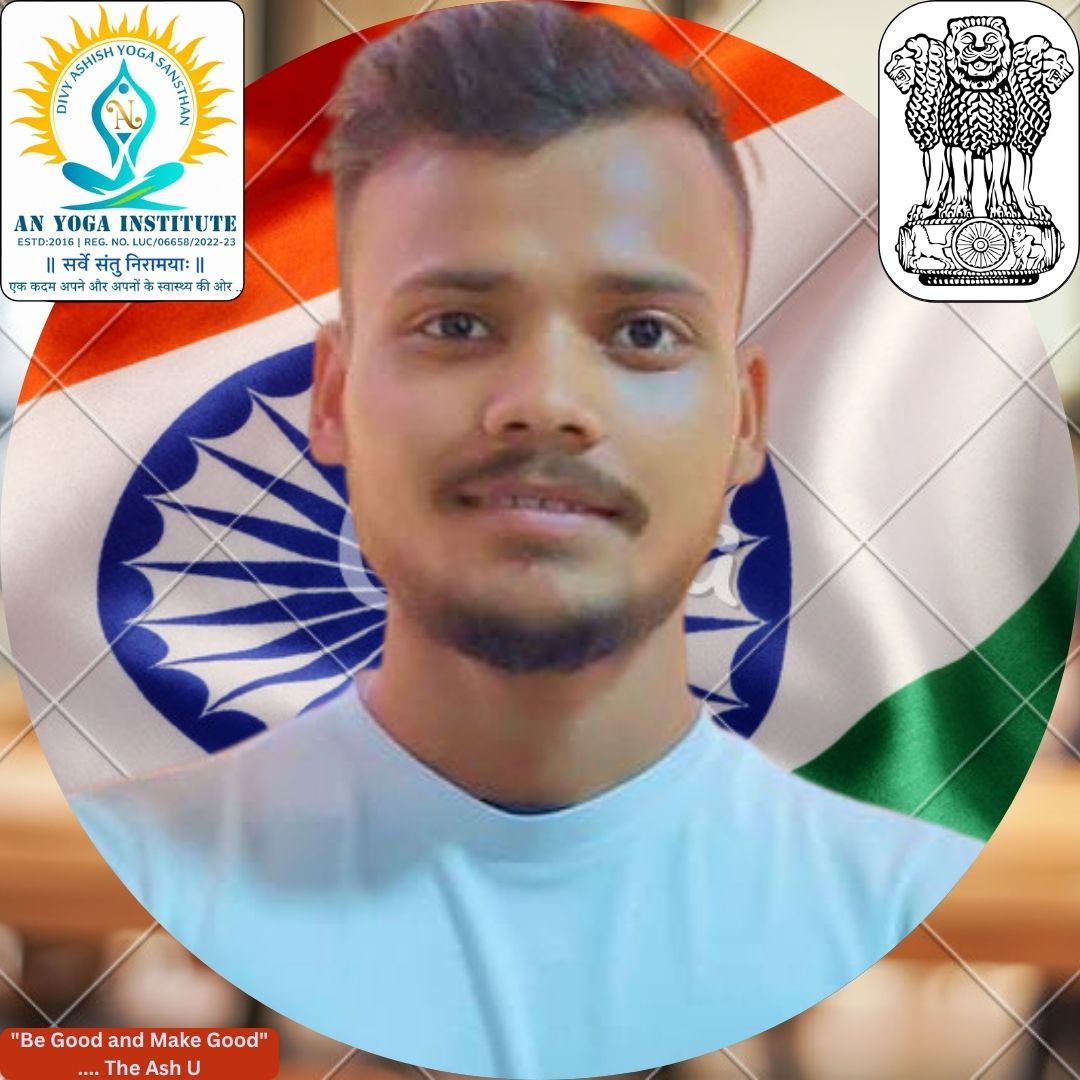 DIVY ASHISH YOGA SANSTHAN
AN YOGA INSTITUTE
ESTD:2016 | REG. NO. LUC/06658/2022-23
॥ सर्वे संतु निरामयाः ॥
एक कदम अपने और अपनों के स्वास्थ्य की ओर ..
"Be Good and Make Good"
.... The Ash U